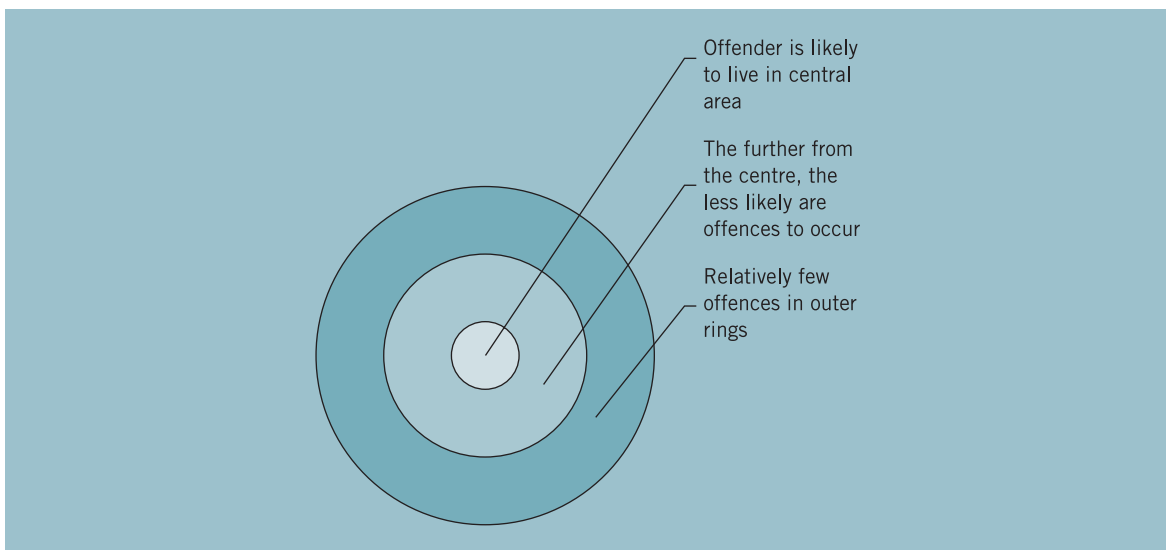 Offender is likely
to live in central
area
The further from
the centre, the
less likely are
offences to occur
Relatively few
offences in outer
rings